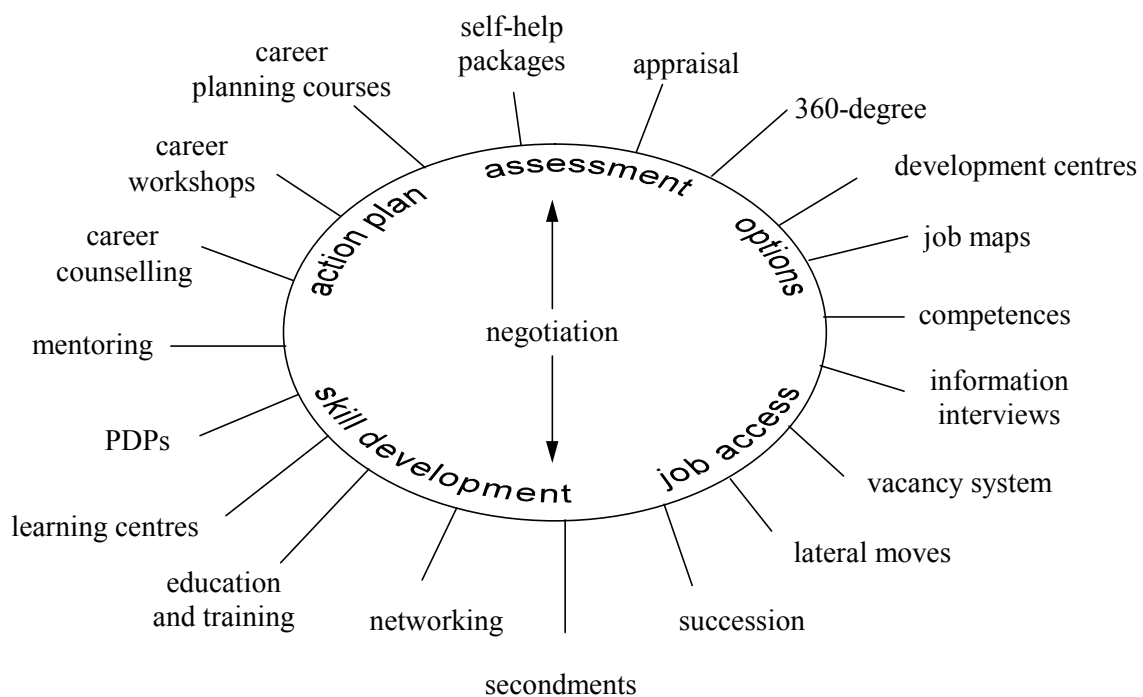 self-help
packages
appraisal
360-degree
development centres
job maps
competences
information
interviews
vacancy system
lateral moves
succession
secondments
networking
education
and training
learning centres
PDPs
mentoring
career
counselling
career
workshops
career
planning courses
assessment
options
job access
skill development
action plan
negotiation